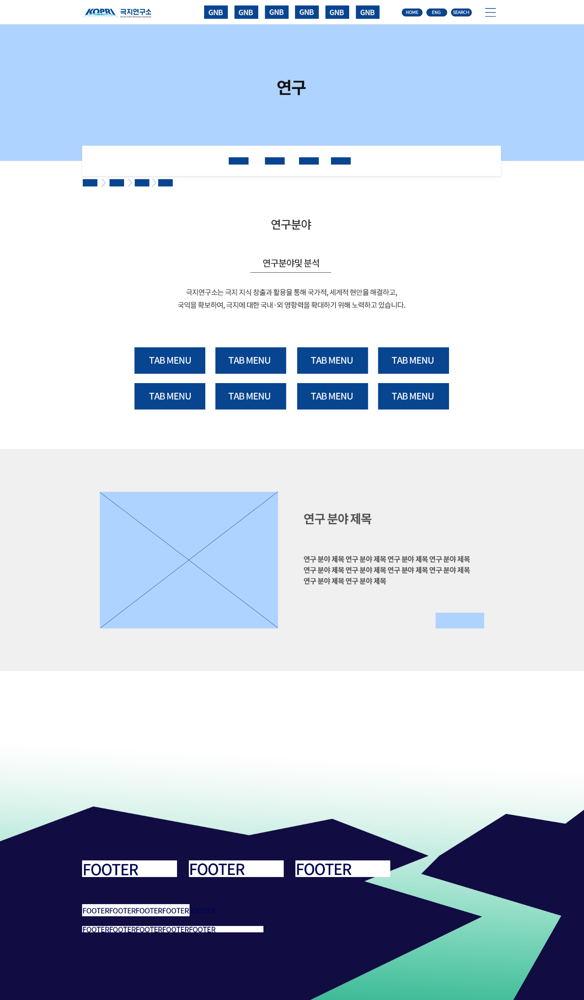 KOPRI 극지연구소
Korea Polar Research Institute
GNB GNB GNB GNB GNB GNB
HOME ENG SEARCH
연구
연구분야
연구분야및 분석
극지연구소는 극지 지식 창출과 활용을 통해 국가적, 세계적 현안을 해결하고,
국익을 확보하여, 극지에 대한 국내·외 영향력을 확대하기 위해 노력하고 있습니다.
TAB MENU TAB MENU TAB MENU TAB MENU
TAB MENU TAB MENU TAB MENU TAB MENU
연구 분야 제목
연구 분야 제목 연구 분야 제목 연구 분야 제목 연구 분야 제목
연구 분야 제목 연구 분야 제목 연구 분야 제목 연구 분야 제목
연구 분야 제목 연구 분야 제목
FOOTER FOOTER FOOTER
FOOTERFOOTERFOOTERFOOTERFOOTER
FOOTERFOOTERFOOTERFOOTERFOOTER